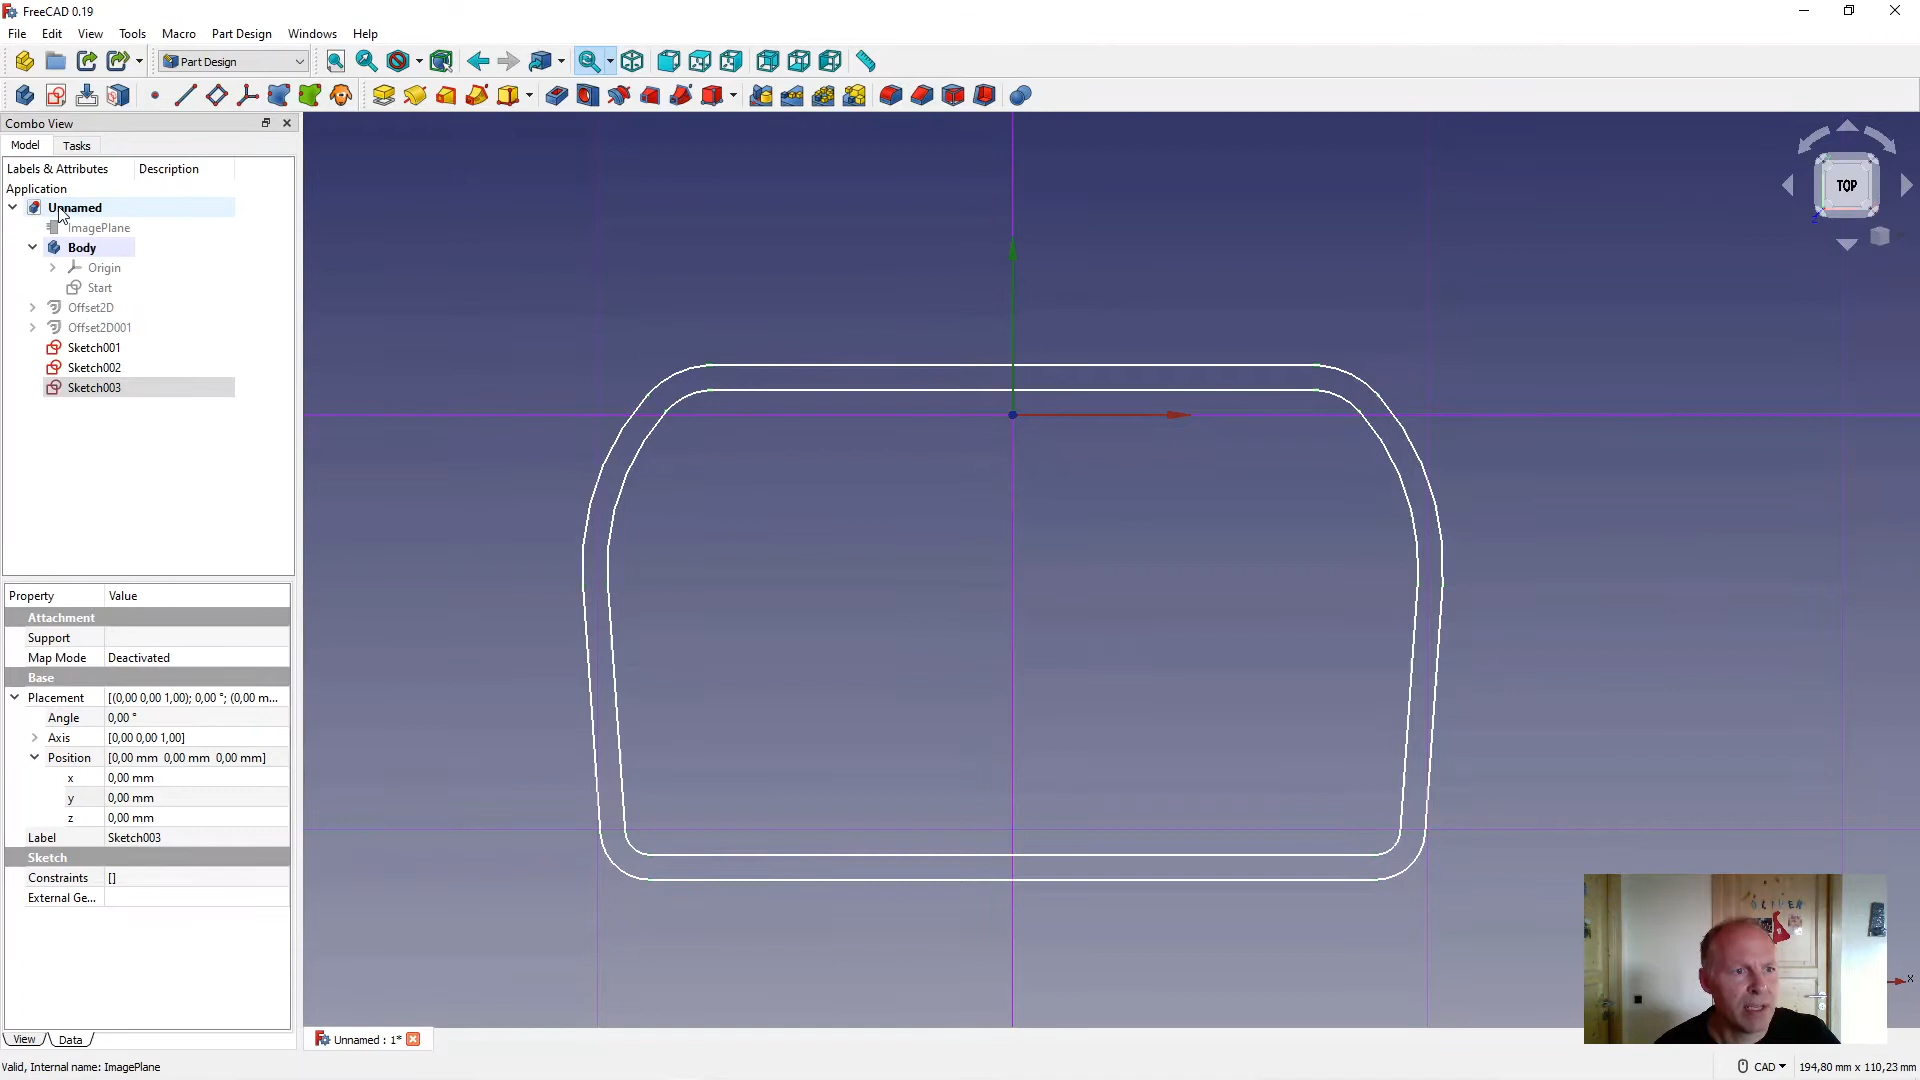 FreeCAD 0.19
File Edit View Tools Macro Part Design Windows Help
Part Design
Combo View
Model Tasks
Labels & Attributes Description
Application
Unnamed
ImagePlane
Body
Origin
Start
Offset2D
Offset2D001
Sketch001
Sketch002
Sketch003
TOP
Property Value
Attachment
Support
Map Mode Deactivated
Base
Placement [(0,00 0,00 1,00); 0,00 °; (0,00 m...
Angle 0,00 °
Axis [0,00 0,00 1,00]
Position [0,00 mm 0,00 mm 0,00 mm]
x 0,00 mm
y 0,00 mm
z 0,00 mm
Label Sketch003
Sketch
Constraints []
External Ge...
View Data
Unnamed : 1*
OLIVER
x
Valid, Internal name: ImagePlane
CAD 194,80 mm x 110,23 mm